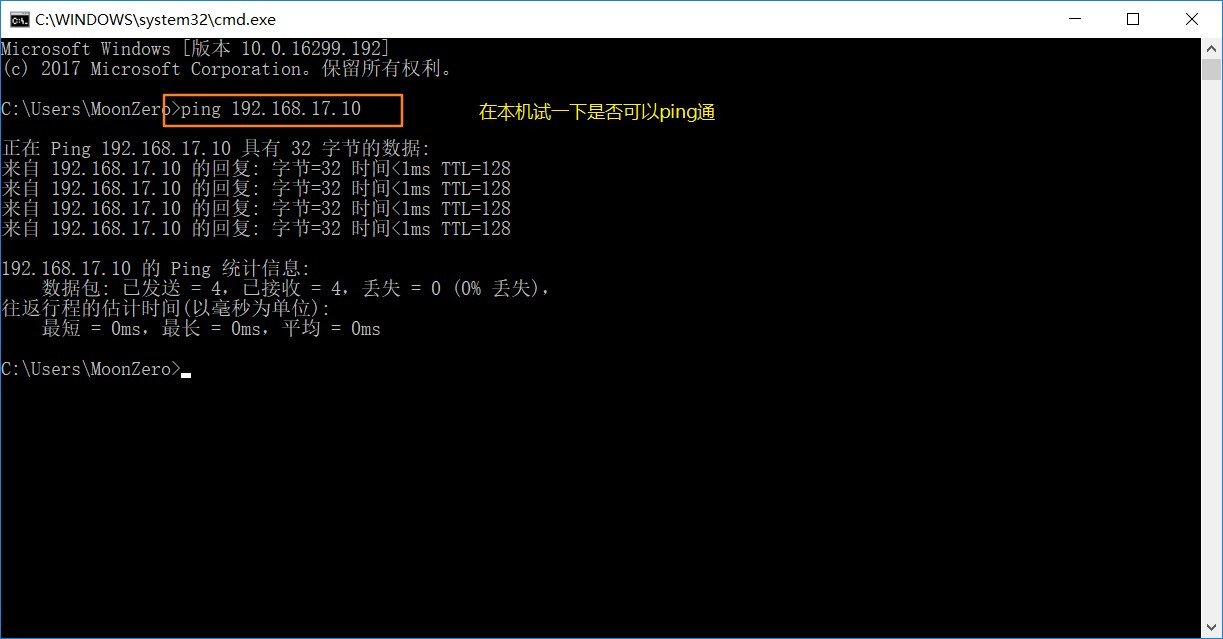 C:\WINDOWS\system32\cmd.exe
Microsoft Windows [版本 10.0.16299.192]
(c) 2017 Microsoft Corporation。保留所有权利。
C:\Users\MoonZero>ping 192.168.17.10
在本机试一下是否可以ping通
正在 Ping 192.168.17.10 具有 32 字节的数据:
来自 192.168.17.10 的回复: 字节=32 时间<1ms TTL=128
来自 192.168.17.10 的回复: 字节=32 时间<1ms TTL=128
来自 192.168.17.10 的回复: 字节=32 时间<1ms TTL=128
来自 192.168.17.10 的回复: 字节=32 时间<1ms TTL=128
192.168.17.10 的 Ping 统计信息:
    数据包: 已发送 = 4，已接收 = 4，丢失 = 0 (0% 丢失)，
往返行程的估计时间(以毫秒为单位):
    最短 = 0ms，最长 = 0ms，平均 = 0ms
C:\Users\MoonZero>